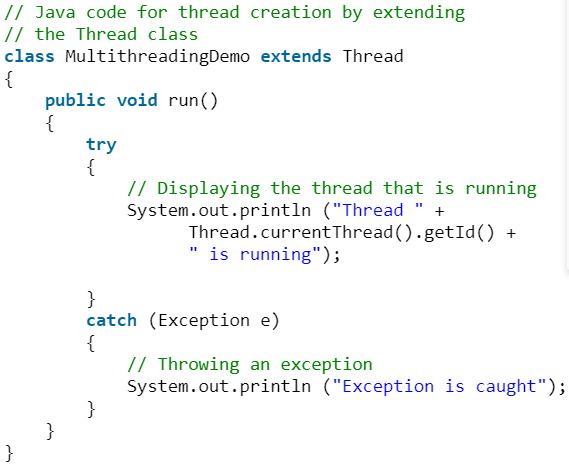 // Java code for thread creation by extending
// the Thread class
class MultithreadingDemo extends Thread
{
    public void run()
    {
        try
        {
            // Displaying the thread that is running
            System.out.println ("Thread " +
                  Thread.currentThread().getId() +
                  " is running");

        }
        catch (Exception e)
        {
            // Throwing an exception
            System.out.println ("Exception is caught");
        }
    }
}